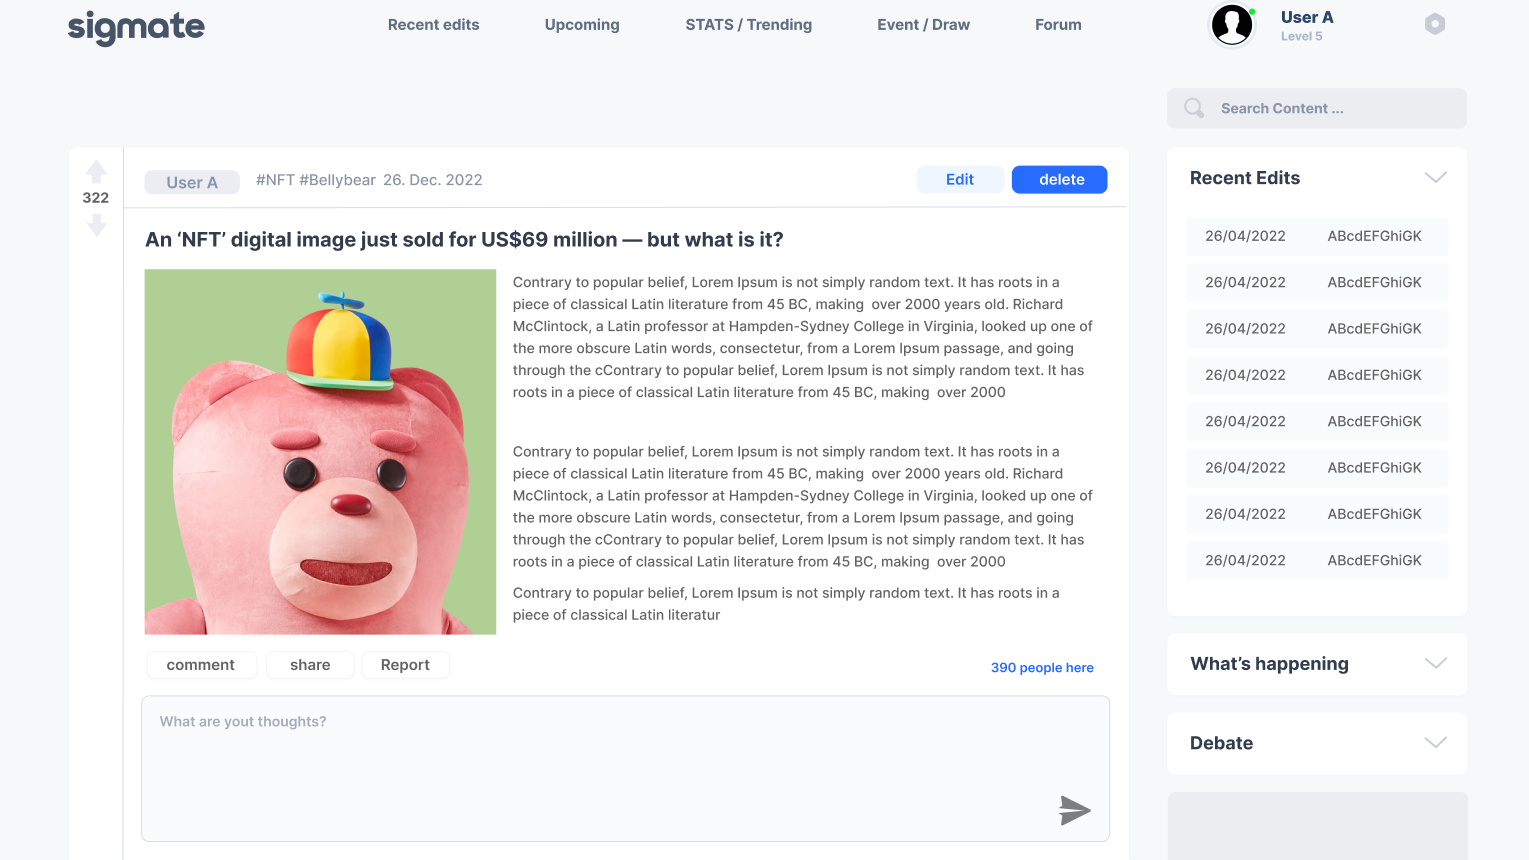 sigmate
Recent edits
Upcoming
STATS / Trending
Event / Draw
Forum
User A
Level 5
Search Content ...
322
User A
#NFT #Bellybear 26. Dec. 2022
Edit
delete
An ‘NFT’ digital image just sold for US$69 million — but what is it?
Contrary to popular belief, Lorem Ipsum is not simply random text. It has roots in a
piece of classical Latin literature from 45 BC, making over 2000 years old. Richard
McClintock, a Latin professor at Hampden-Sydney College in Virginia, looked up one of
the more obscure Latin words, consectetur, from a Lorem Ipsum passage, and going
through the cContrary to popular belief, Lorem Ipsum is not simply random text. It has
roots in a piece of classical Latin literature from 45 BC, making over 2000
Contrary to popular belief, Lorem Ipsum is not simply random text. It has roots in a
piece of classical Latin literature from 45 BC, making over 2000 years old. Richard
McClintock, a Latin professor at Hampden-Sydney College in Virginia, looked up one of
the more obscure Latin words, consectetur, from a Lorem Ipsum passage, and going
through the cContrary to popular belief, Lorem Ipsum is not simply random text. It has
roots in a piece of classical Latin literature from 45 BC, making over 2000
Contrary to popular belief, Lorem Ipsum is not simply random text. It has roots in a
piece of classical Latin literatur
comment
share
Report
390 people here
What are yout thoughts?
Recent Edits
26/04/2022 ABcdEFGhiGK
26/04/2022 ABcdEFGhiGK
26/04/2022 ABcdEFGhiGK
26/04/2022 ABcdEFGhiGK
26/04/2022 ABcdEFGhiGK
26/04/2022 ABcdEFGhiGK
26/04/2022 ABcdEFGhiGK
26/04/2022 ABcdEFGhiGK
What’s happening
Debate